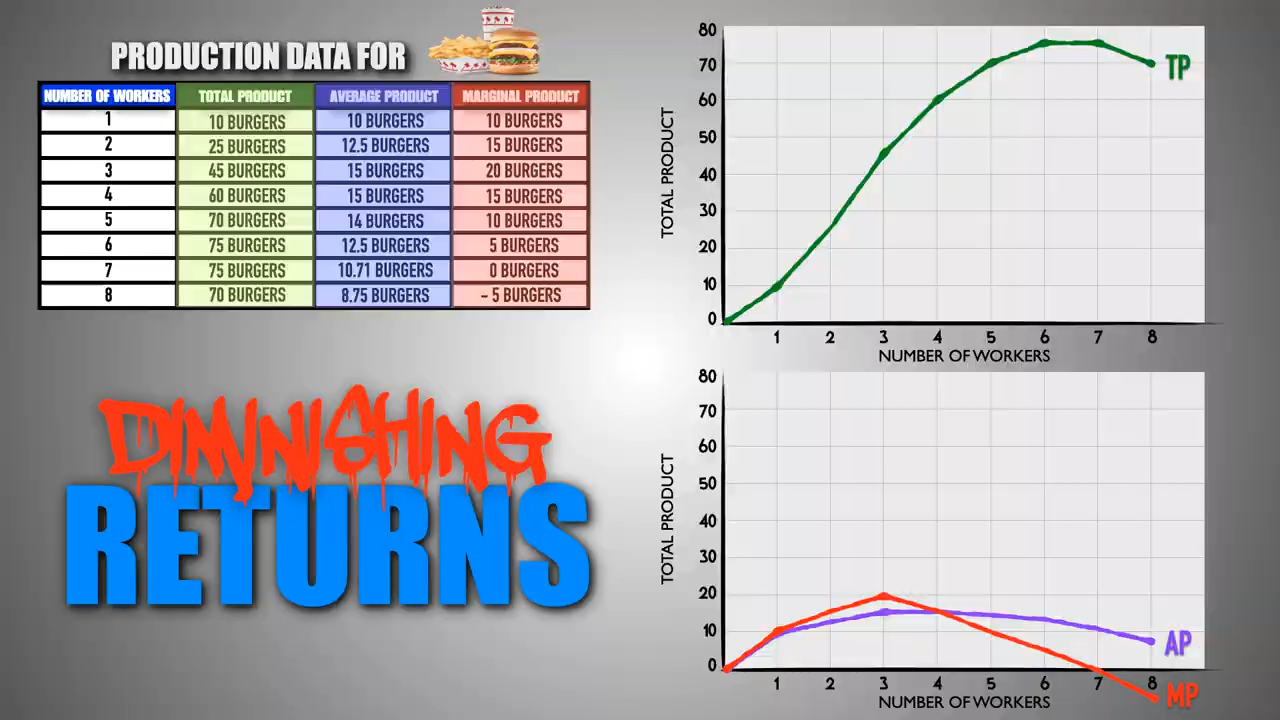 PRODUCTION DATA FOR
NUMBER OF WORKERS TOTAL PRODUCT AVERAGE PRODUCT MARGINAL PRODUCT
1 10 BURGERS 10 BURGERS 10 BURGERS
2 25 BURGERS 12.5 BURGERS 15 BURGERS
3 45 BURGERS 15 BURGERS 20 BURGERS
4 60 BURGERS 15 BURGERS 15 BURGERS
5 70 BURGERS 14 BURGERS 10 BURGERS
6 75 BURGERS 12.5 BURGERS 5 BURGERS
7 75 BURGERS 10.71 BURGERS 0 BURGERS
8 70 BURGERS 8.75 BURGERS - 5 BURGERS
DIMINISHING
RETURNS
TOTAL PRODUCT
80
70
60
50
40
30
20
10
0
TP
1 2 3 4 5 6 7 8
NUMBER OF WORKERS
TOTAL PRODUCT
80
70
60
50
40
30
20
10
0
AP
MP
1 2 3 4 5 6 7 8
NUMBER OF WORKERS